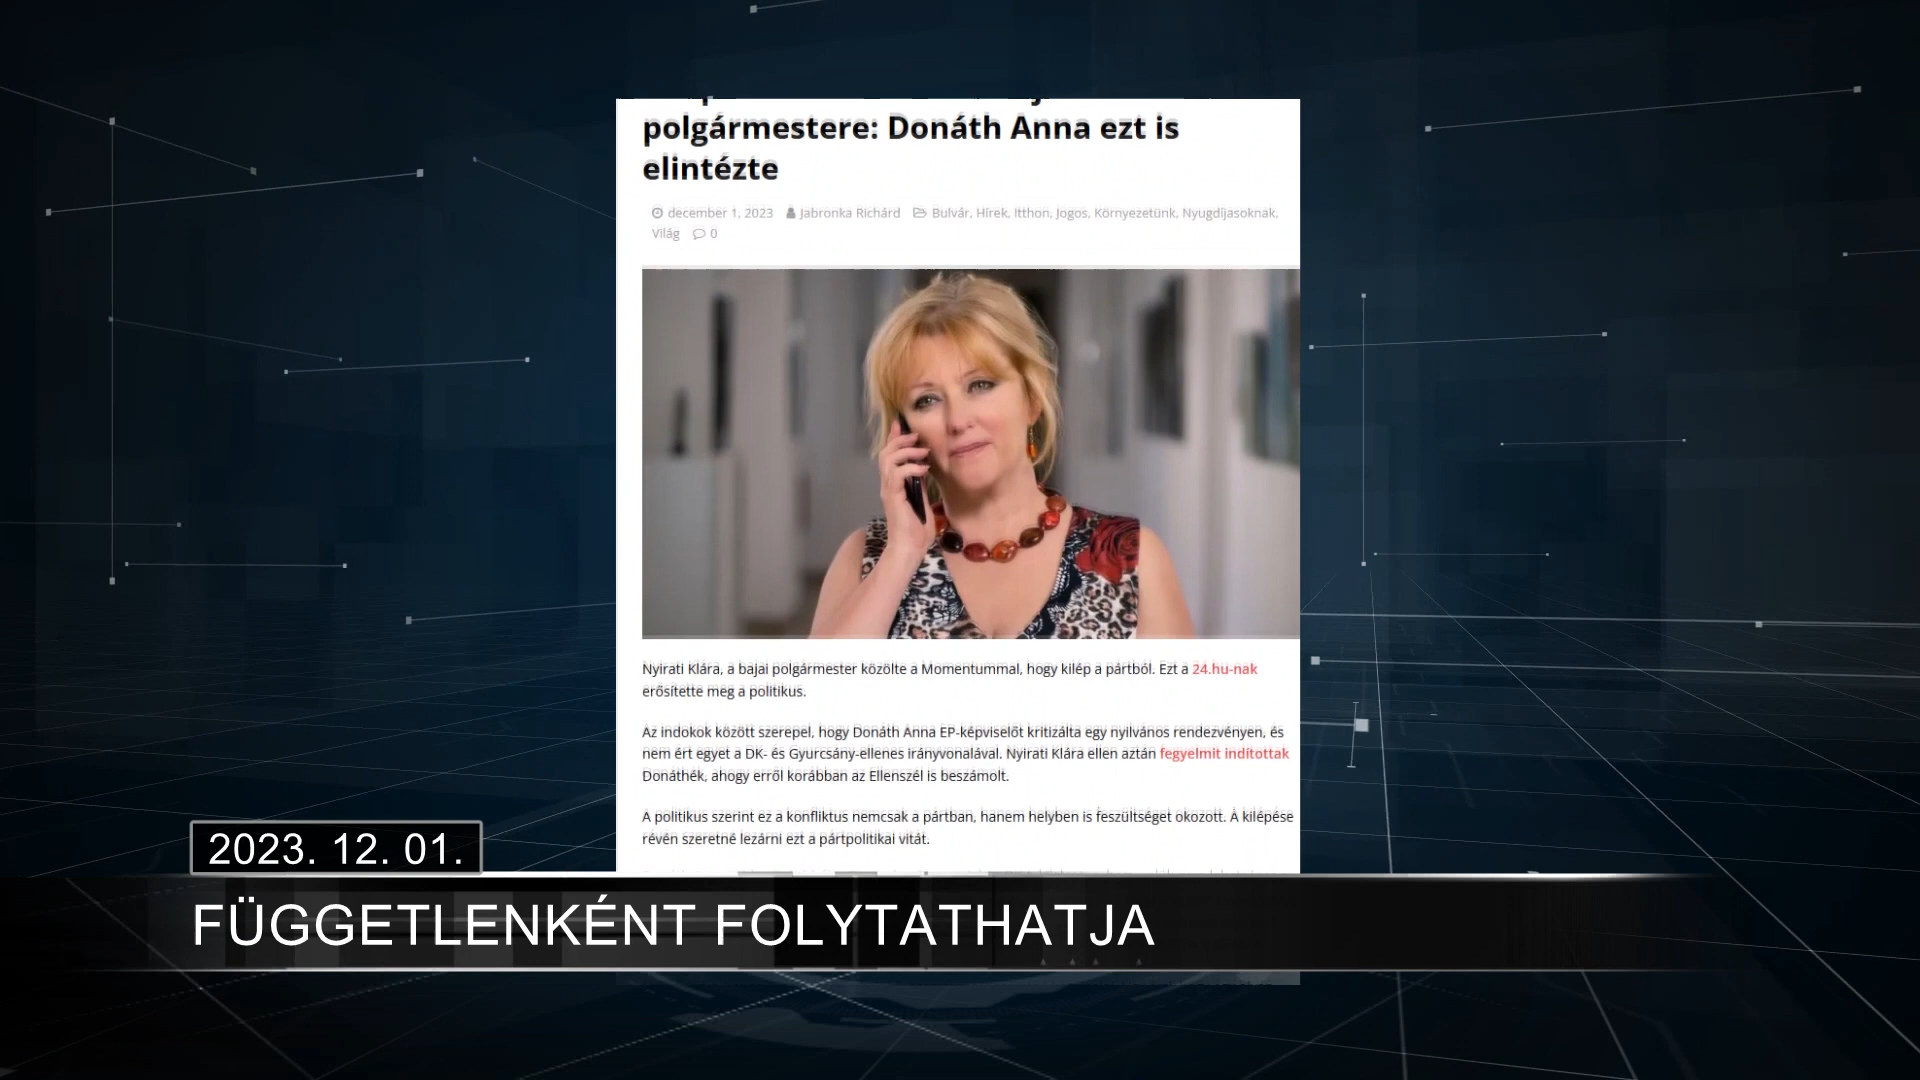 polgármestere: Donáth Anna ezt is
elintézte
december 1, 2023 Jabronka Richárd Bulvár, Hírek, Itthon, Jogos, Környezetünk, Nyugdíjasoknak,
Világ 0
Nyirati Klára, a bajai polgármester közölte a Momentummal, hogy kilép a pártból. Ezt a 24.hu-nak
erősítette meg a politikus.
Az indokok között szerepel, hogy Donáth Anna EP-képviselőt kritizálta egy nyilvános rendezvényen, és
nem ért egyet a DK- és Gyurcsány-ellenes irányvonalával. Nyirati Klára ellen aztán fegyelmit indítottak
Donáthék, ahogy erről korábban az Ellenszél is beszámolt.
A politikus szerint ez a konfliktus nemcsak a pártban, hanem helyben is feszültséget okozott. A kilépése
révén szeretné lezárni ezt a pártpolitikai vitát.
2023. 12. 01.
FÜGGETLENKÉNT FOLYTATHATJA